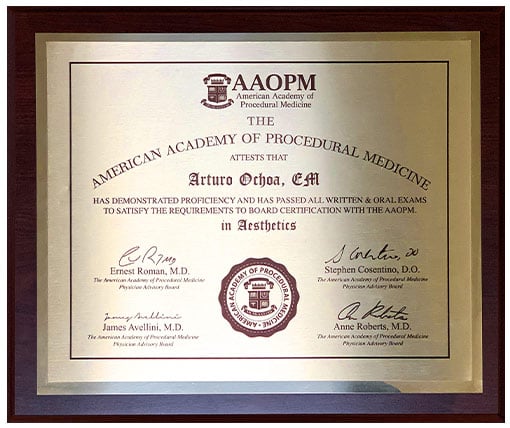 AAOPM
American Academy of
Procedural Medicine
THE
AMERICAN ACADEMY OF PROCEDURAL MEDICINE
ATTESTS THAT
Arturo Ochoa, EM
HAS DEMONSTRATED PROFICIENCY AND HAS PASSED ALL WRITTEN & ORAL EXAMS
TO SATISFY THE REQUIREMENTS TO BOARD CERTIFICATION WITH THE AAOPM.
in Aesthetics
Ernest Roman, M.D.
The American Academy of Procedural Medicine
Physician Advisory Board
S Cosentino, DO
Stephen Cosentino, D.O.
The American Academy of Procedural Medicine
Physician Advisory Board
AMERICAN ACADEMY OF PROCEDURAL MEDICINE
James Avellini
James Avellini, M.D.
The American Academy of Procedural Medicine
Physician Advisory Board
Anne Roberts, M.D.
The American Academy of Procedural Medicine
Physician Advisory Board